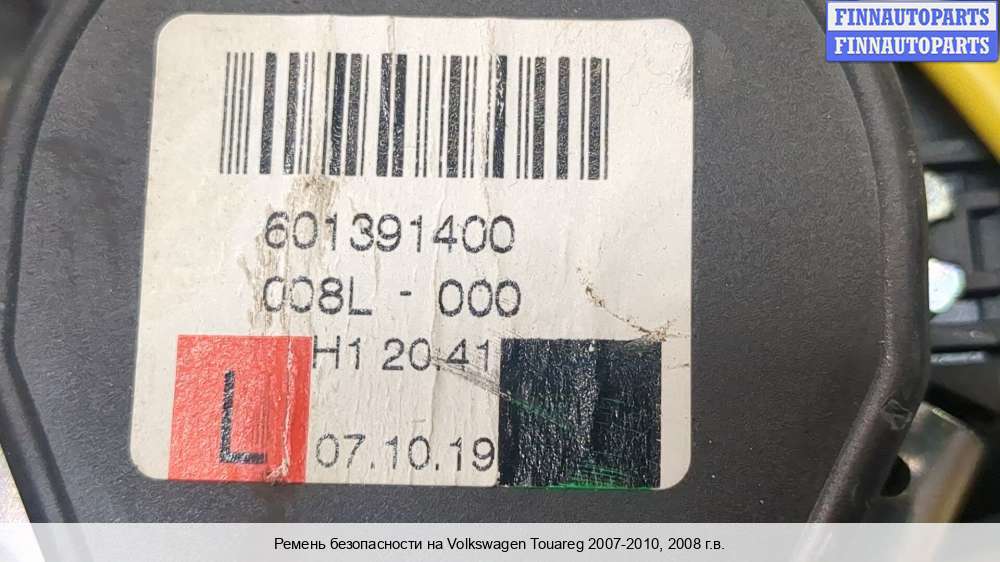 FINNAUTOPARTS
FINNAUTOPARTS
601391400
008L - 000
H1 20.41
L
07.10.19
Ремень безопасности на Volkswagen Touareg 2007-2010, 2008 г.в.